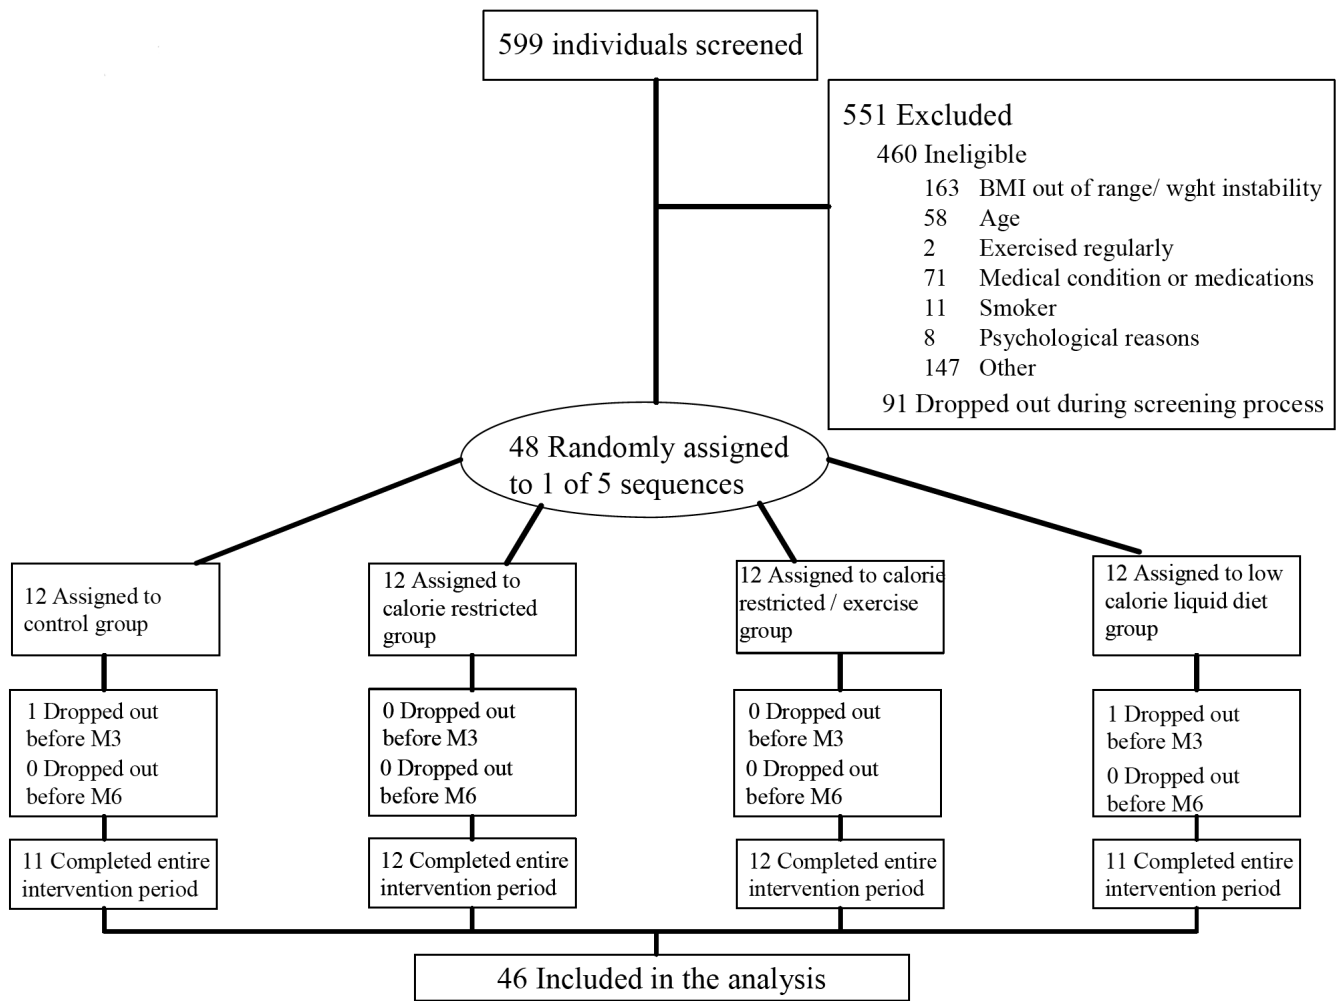 599 individuals screened
551 Excluded
460 Ineligible
163 BMI out of range/ wght instability
58 Age
2 Exercised regularly
71 Medical condition or medications
11 Smoker
8 Psychological reasons
147 Other
91 Dropped out during screening process
48 Randomly assigned
to 1 of 5 sequences
12 Assigned to
control group
12 Assigned to
calorie restricted
group
12 Assigned to calorie
restricted / exercise
group
12 Assigned to low
calorie liquid diet
group
1 Dropped out
before M3
0 Dropped out
before M6
0 Dropped out
before M3
0 Dropped out
before M6
0 Dropped out
before M3
0 Dropped out
before M6
1 Dropped out
before M3
0 Dropped out
before M6
11 Completed entire
intervention period
12 Completed entire
intervention period
12 Completed entire
intervention period
11 Completed entire
intervention period
46 Included in the analysis